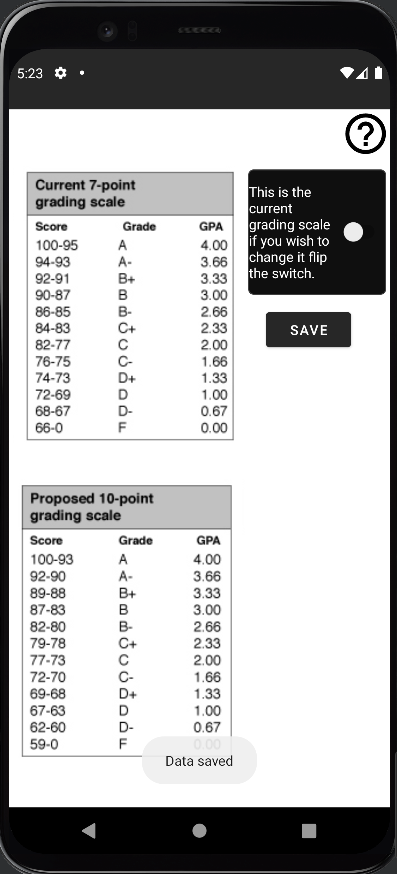 5:23
?
Current 7-point
grading scale
Score Grade GPA
100-95 A 4.00
94-93 A- 3.66
92-91 B+ 3.33
90-87 B 3.00
86-85 B- 2.66
84-83 C+ 2.33
82-77 C 2.00
76-75 C- 1.66
74-73 D+ 1.33
72-69 D 1.00
68-67 D- 0.67
66-0 F 0.00
This is the
current
grading scale
if you wish to
change it flip
the switch.
SAVE
Proposed 10-point
grading scale
Score Grade GPA
100-93 A 4.00
92-90 A- 3.66
89-88 B+ 3.33
87-83 B 3.00
82-80 B- 2.66
79-78 C+ 2.33
77-73 C 2.00
72-70 C- 1.66
69-68 D+ 1.33
67-63 D 1.00
62-60 D- 0.67
59-0 F 0.00
Data saved